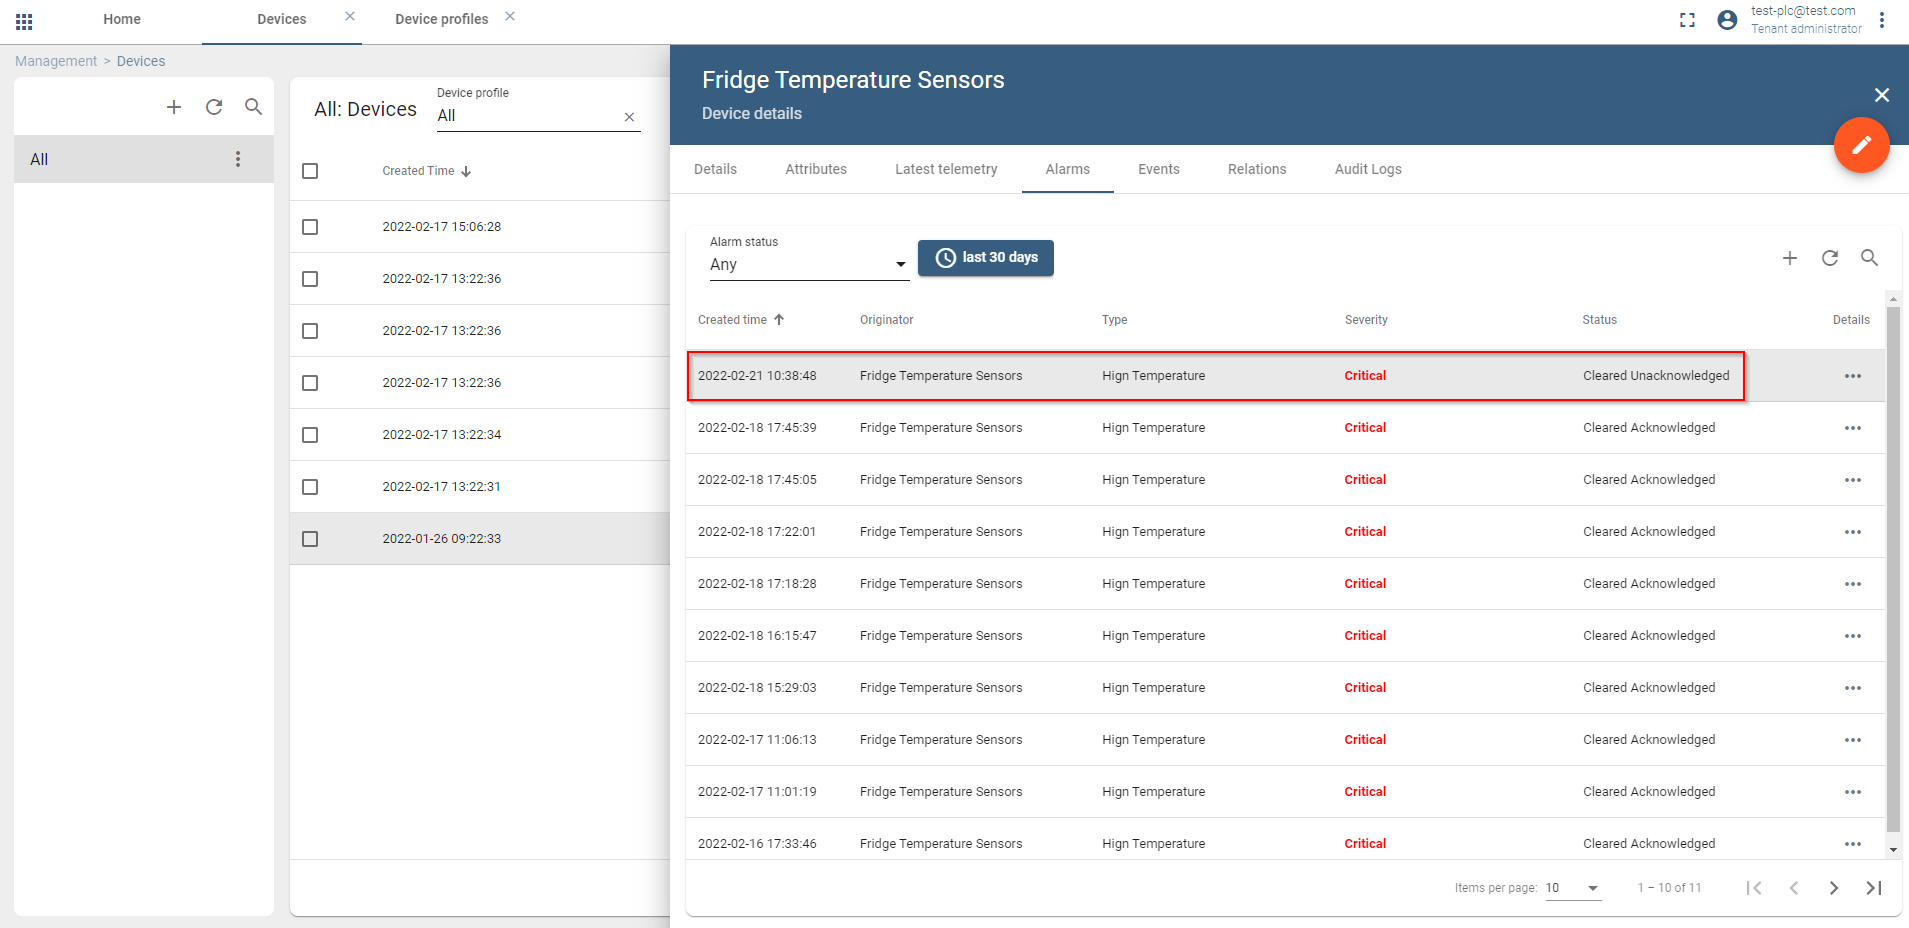 Home Devices Device profiles test-plc@test.com
Tenant administrator
Management > Devices
All
All: Devices
Device profile
All
Created Time
2022-02-17 15:06:28
2022-02-17 13:22:36
2022-02-17 13:22:36
2022-02-17 13:22:36
2022-02-17 13:22:34
2022-02-17 13:22:31
2022-01-26 09:22:33
Fridge Temperature Sensors
Device details
Details Attributes Latest telemetry Alarms Events Relations Audit Logs
Alarm status
Any
last 30 days
Created time Originator Type Severity Status Details
2022-02-21 10:38:48 Fridge Temperature Sensors Hign Temperature Critical Cleared Unacknowledged
2022-02-18 17:45:39 Fridge Temperature Sensors Hign Temperature Critical Cleared Acknowledged
2022-02-18 17:45:05 Fridge Temperature Sensors Hign Temperature Critical Cleared Acknowledged
2022-02-18 17:22:01 Fridge Temperature Sensors Hign Temperature Critical Cleared Acknowledged
2022-02-18 17:18:28 Fridge Temperature Sensors Hign Temperature Critical Cleared Acknowledged
2022-02-18 16:15:47 Fridge Temperature Sensors Hign Temperature Critical Cleared Acknowledged
2022-02-18 15:29:03 Fridge Temperature Sensors Hign Temperature Critical Cleared Acknowledged
2022-02-17 11:06:13 Fridge Temperature Sensors Hign Temperature Critical Cleared Acknowledged
2022-02-17 11:01:19 Fridge Temperature Sensors Hign Temperature Critical Cleared Acknowledged
2022-02-16 17:33:46 Fridge Temperature Sensors Hign Temperature Critical Cleared Acknowledged
Items per page: 10 1 – 10 of 11